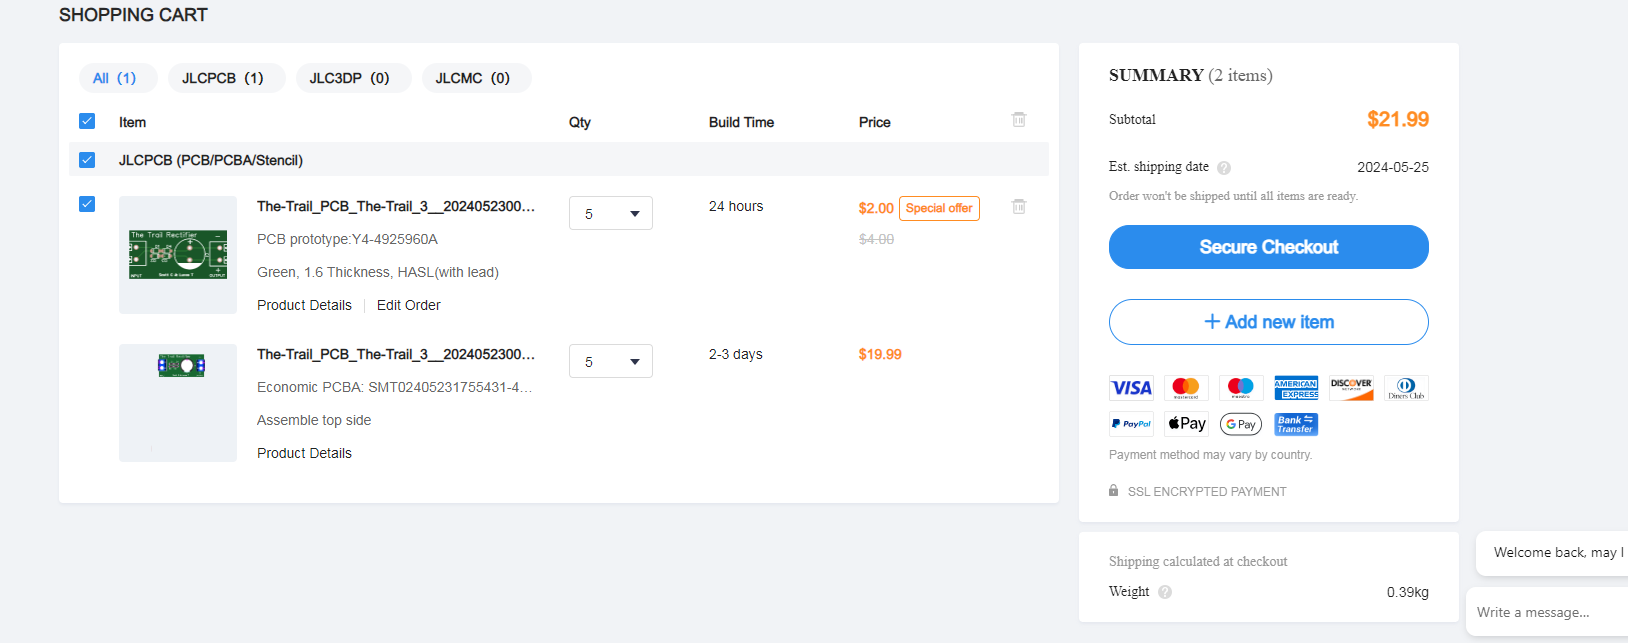 SHOPPING CART
All (1) JLCPCB (1) JLC3DP (0) JLCMC (0)
Item Qty Build Time Price
JLCPCB (PCB/PCBA/Stencil)
The-Trail_PCB_The-Trail_3__2024052300... 5 24 hours $2.00 Special offer
PCB prototype:Y4-4925960A $4.00
Green, 1.6 Thickness, HASL(with lead)
Product Details Edit Order
The Trail Rectifier
INPUT OUTPUT
The-Trail_PCB_The-Trail_3__2024052300... 5 2-3 days $19.99
Economic PCBA: SMT02405231755431-4...
Assemble top side
Product Details
SUMMARY (2 items)
Subtotal $21.99
Est. shipping date ? 2024-05-25
Order won't be shipped until all items are ready.
Secure Checkout
+ Add new item
VISA mastercard maestro AMERICAN EXPRESS DISCOVER NETWORK Diners Club
PayPal Pay G Pay Bank Transfer
Payment method may vary by country.
SSL ENCRYPTED PAYMENT
Shipping calculated at checkout
Weight ? 0.39kg
Welcome back, may I
Write a message...